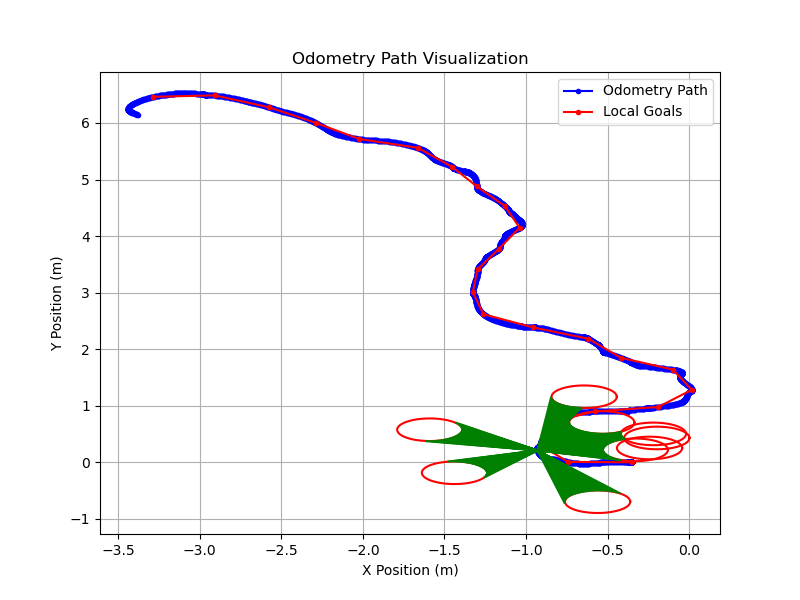 Odometry Path Visualization
Odometry Path
Local Goals
Y Position (m)
6
5
4
3
2
1
0
−1
−3.5 −3.0 −2.5 −2.0 −1.5 −1.0 −0.5 0.0
X Position (m)